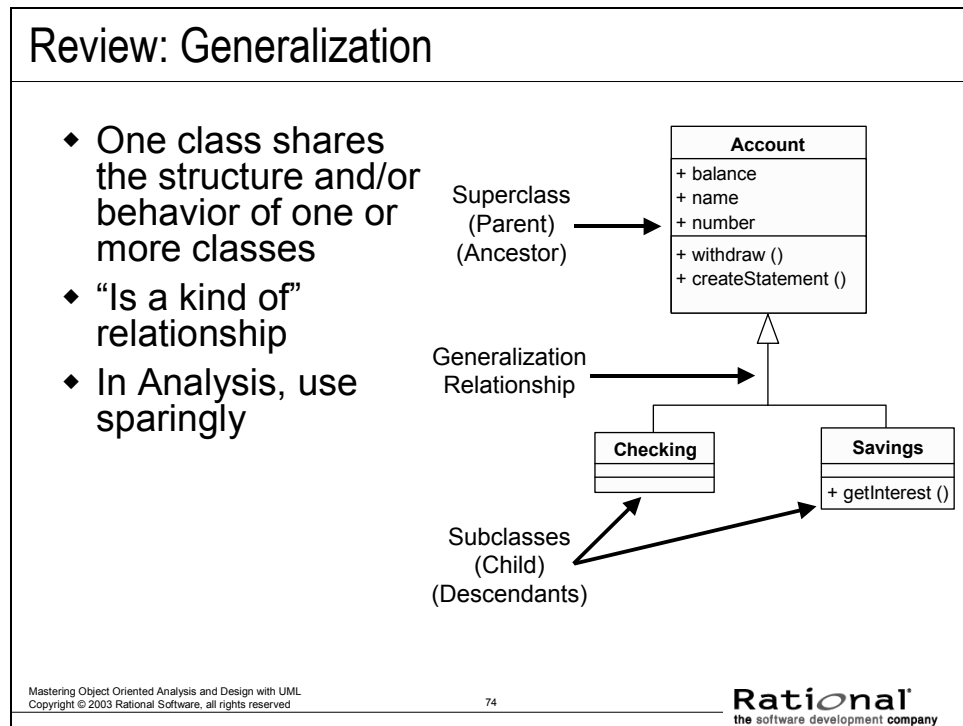 Review: Generalization
◆ One class shares
the structure and/or
behavior of one or
more classes
◆ “Is a kind of”
relationship
◆ In Analysis, use
sparingly
Superclass
(Parent)
(Ancestor)
Account
+ balance
+ name
+ number
+ withdraw ()
+ createStatement ()
Generalization
Relationship
Checking
Savings
+ getInterest ()
Subclasses
(Child)
(Descendants)
Mastering Object Oriented Analysis and Design with UML
Copyright © 2003 Rational Software, all rights reserved
74
Rational
the software development company